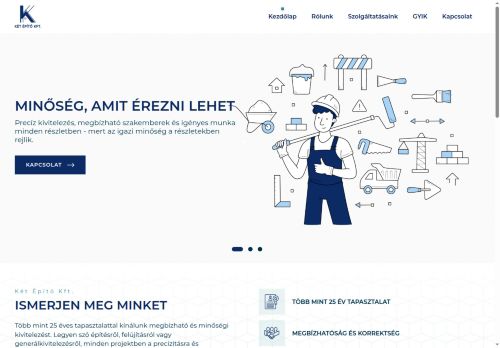 KÉT ÉPÍTŐ KFT.
Kezdőlap Rólunk Szolgáltatásaink GYIK Kapcsolat
MINŐSÉG, AMIT ÉREZNI LEHET
Precíz kivitelezés, megbízható szakemberek és igényes munka
minden részletben - mert az igazi minőség a részletekben
rejlik.
KAPCSOLAT
Két Építő Kft.
ISMERJEN MEG MINKET
Több mint 25 éves tapasztalattal kínálunk megbízható és minőségi
kivitelezést. Legyen szó építésről, felújításról vagy
generálkivitelezésről, minden projektben a precizitásra és
TÖBB MINT 25 ÉV TAPASZTALAT
MEGBÍZHATÓSÁG ÉS KORREKTSÉG